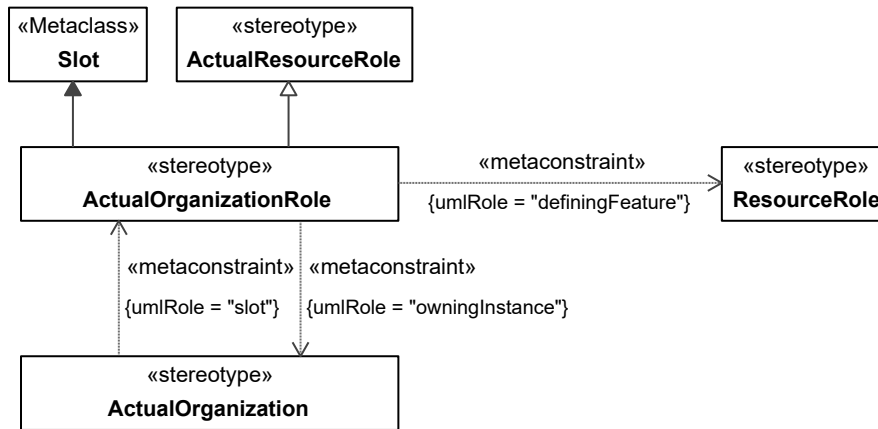 «Metaclass»
Slot
«stereotype»
ActualResourceRole
«stereotype»
ActualOrganizationRole
«metaconstraint»
{umlRole = "definingFeature"}
«stereotype»
ResourceRole
«metaconstraint»
{umlRole = "slot"}
«metaconstraint»
{umlRole = "owningInstance"}
«stereotype»
ActualOrganization